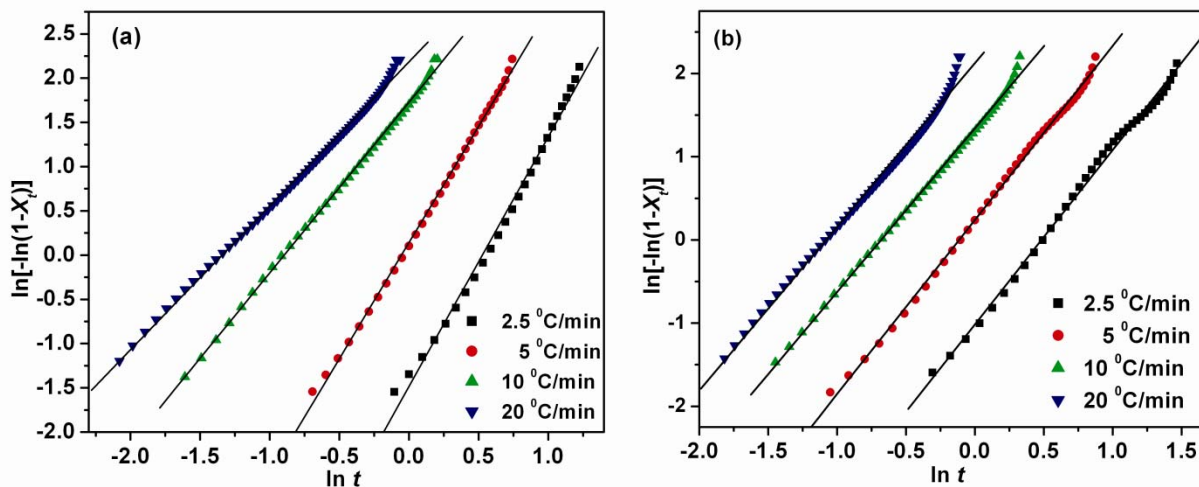 (a)
ln[-ln(1-Xt)]
2.5
2.0
1.5
1.0
0.5
0.0
-0.5
-1.0
-1.5
-2.0
2.5 ⁰C/min
5 ⁰C/min
10 ⁰C/min
20 ⁰C/min
-2.0 -1.5 -1.0 -0.5 0.0 0.5 1.0
ln t
(b)
ln[-ln(1-Xt)]
2
1
0
-1
-2
2.5 ⁰C/min
5 ⁰C/min
10 ⁰C/min
20 ⁰C/min
-2.0 -1.5 -1.0 -0.5 0.0 0.5 1.0 1.5
ln t